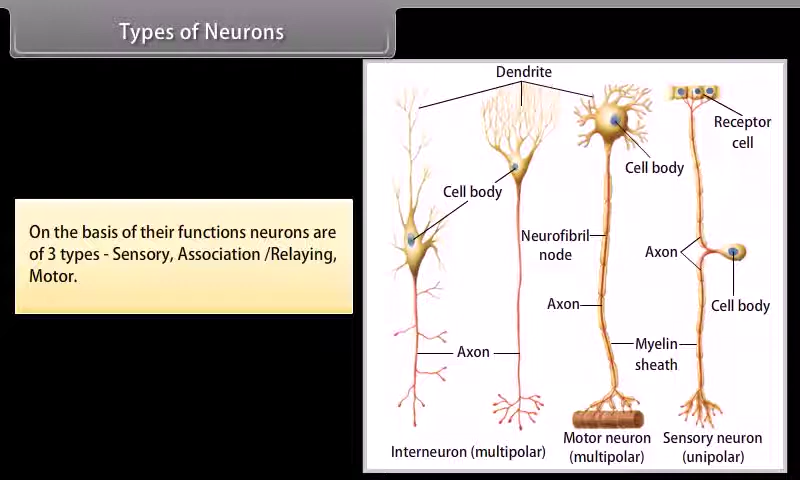 Types of Neurons
On the basis of their functions neurons are
of 3 types - Sensory, Association /Relaying,
Motor.
Dendrite
Receptor
cell
Cell body
Cell body
Neurofibril
node
Axon
Cell body
Axon
Myelin
sheath
Axon
Interneuron (multipolar)
Motor neuron
(multipolar)
Sensory neuron
(unipolar)